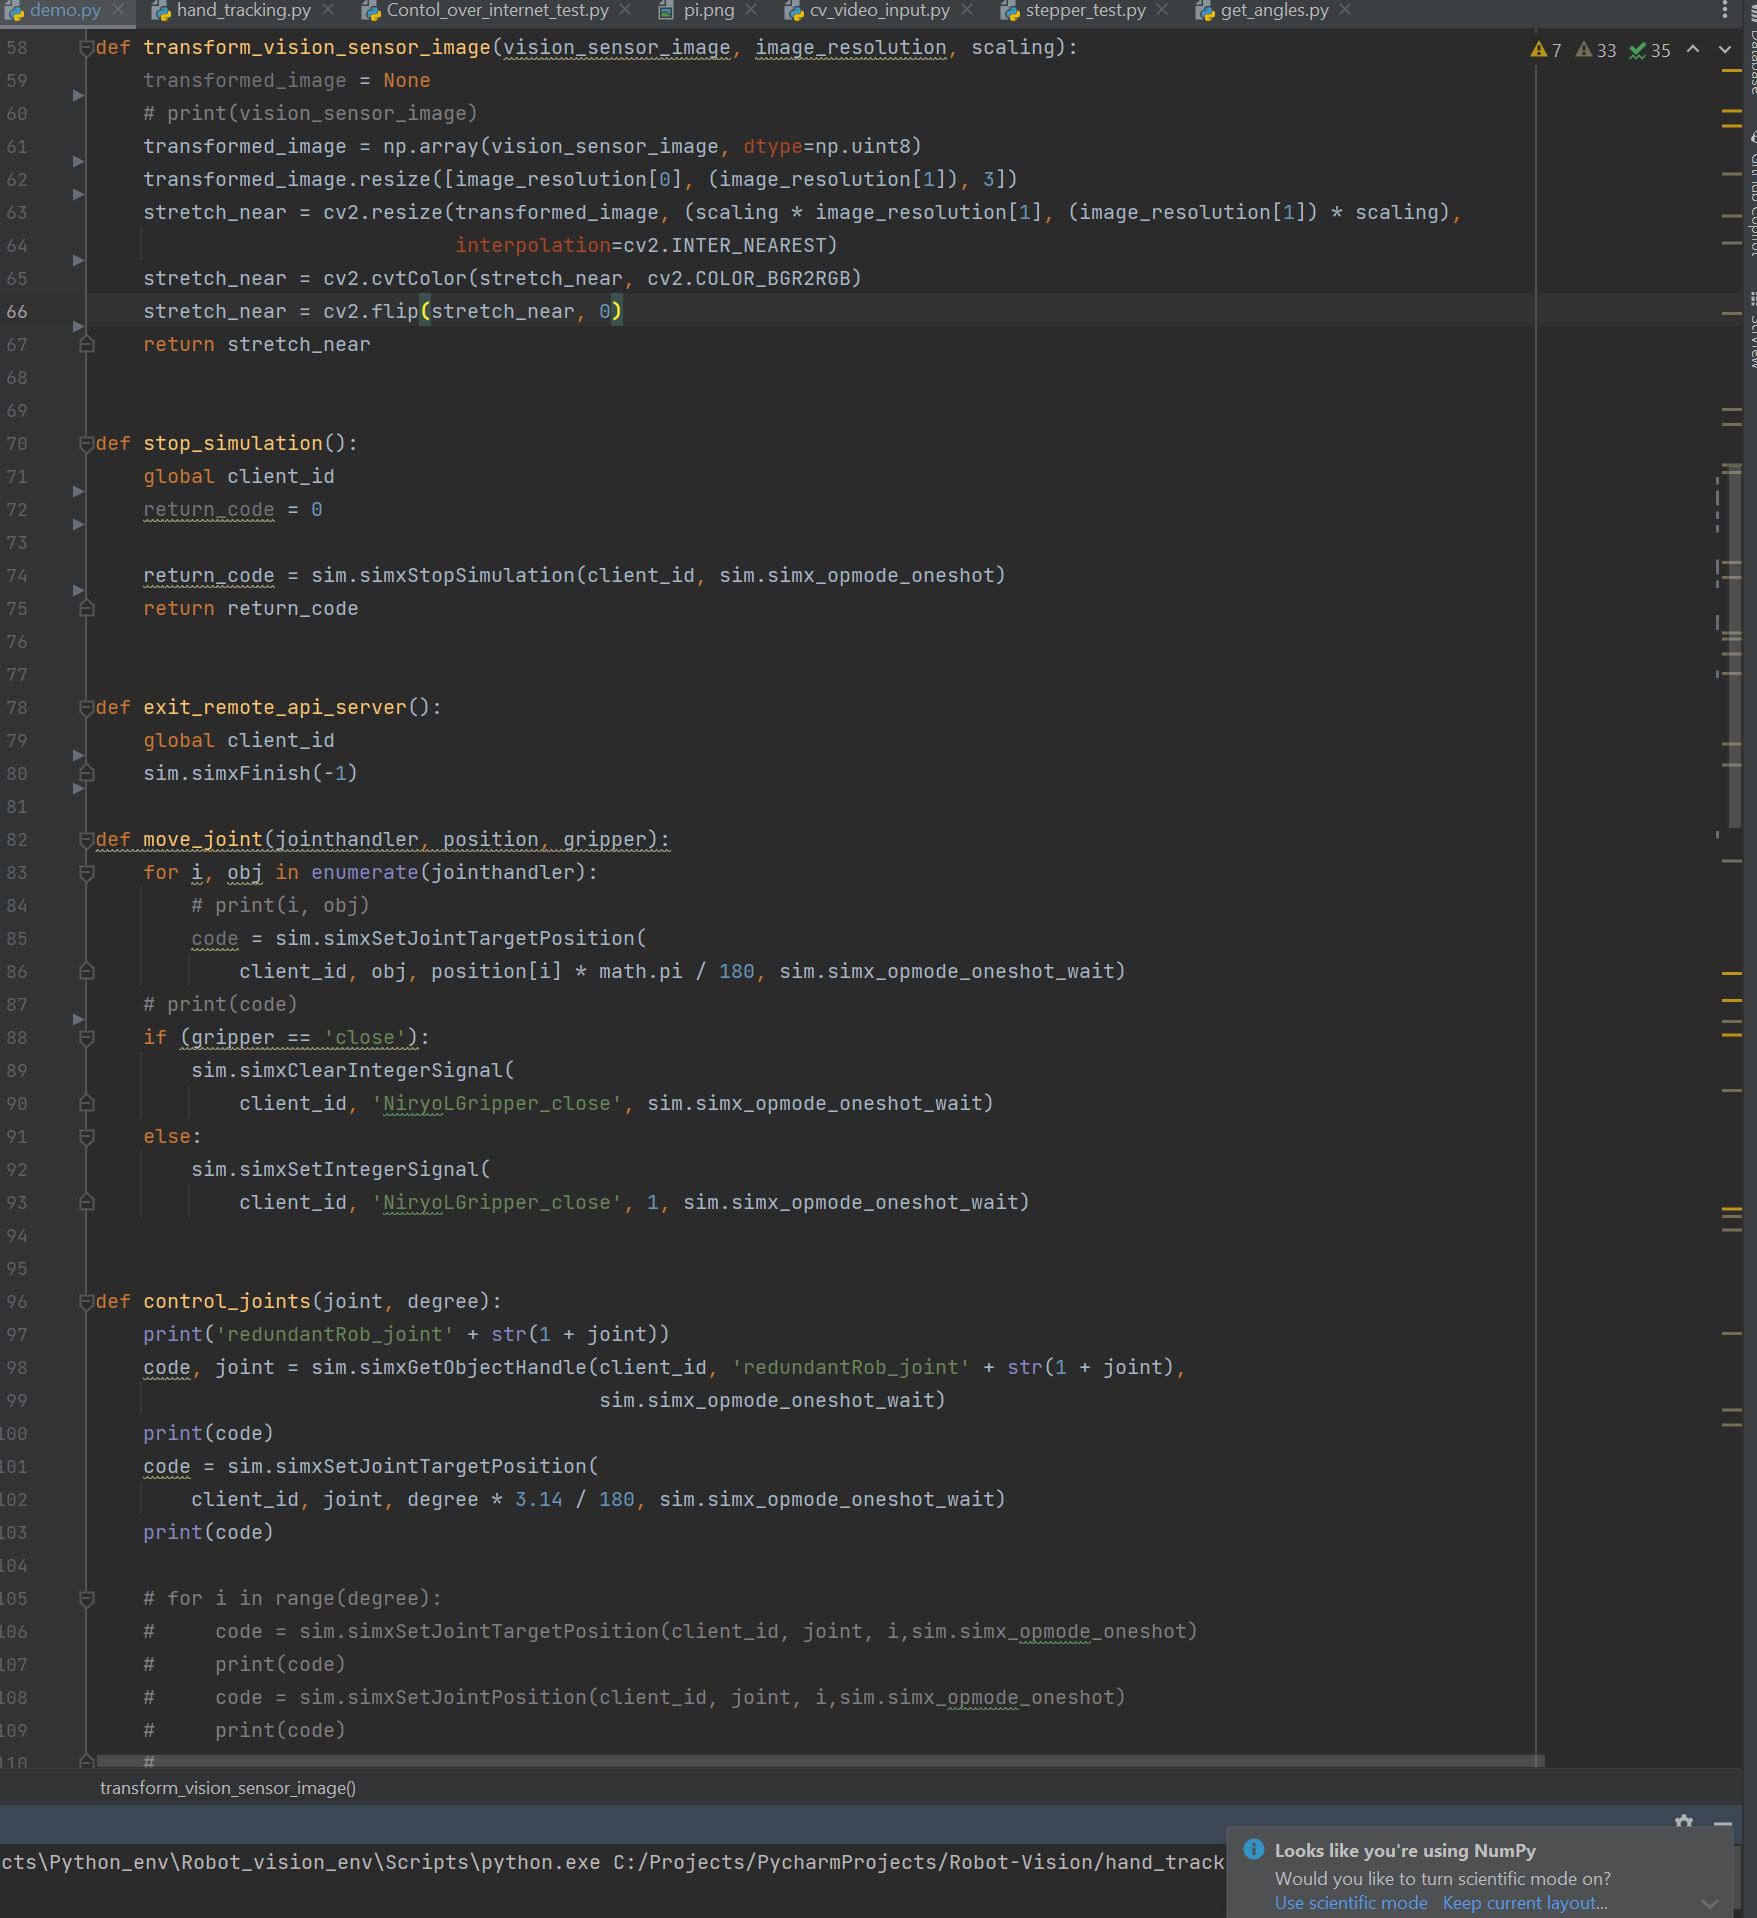 demo.py hand_tracking.py Contol_over_internet_test.py pi.png cv_video_input.py stepper_test.py get_angles.py
7 33 35
58 def transform_vision_sensor_image(vision_sensor_image, image_resolution, scaling):
59 transformed_image = None
60 # print(vision_sensor_image)
61 transformed_image = np.array(vision_sensor_image, dtype=np.uint8)
62 transformed_image.resize([image_resolution[0], (image_resolution[1]), 3])
63 stretch_near = cv2.resize(transformed_image, (scaling * image_resolution[1], (image_resolution[1]) * scaling),
64 interpolation=cv2.INTER_NEAREST)
65 stretch_near = cv2.cvtColor(stretch_near, cv2.COLOR_BGR2RGB)
66 stretch_near = cv2.flip(stretch_near, 0)
67 return stretch_near
68
69
70 def stop_simulation():
71 global client_id
72 return_code = 0
73
74 return_code = sim.simxStopSimulation(client_id, sim.simx_opmode_oneshot)
75 return return_code
76
77
78 def exit_remote_api_server():
79 global client_id
80 sim.simxFinish(-1)
81
82 def move_joint(jointhandler, position, gripper):
83 for i, obj in enumerate(jointhandler):
84 # print(i, obj)
85 code = sim.simxSetJointTargetPosition(
86 client_id, obj, position[i] * math.pi / 180, sim.simx_opmode_oneshot_wait)
87 # print(code)
88 if (gripper == 'close'):
89 sim.simxClearIntegerSignal(
90 client_id, 'NiryoLGripper_close', sim.simx_opmode_oneshot_wait)
91 else:
92 sim.simxSetIntegerSignal(
93 client_id, 'NiryoLGripper_close', 1, sim.simx_opmode_oneshot_wait)
94
95
96 def control_joints(joint, degree):
97 print('redundantRob_joint' + str(1 + joint))
98 code, joint = sim.simxGetObjectHandle(client_id, 'redundantRob_joint' + str(1 + joint),
99 sim.simx_opmode_oneshot_wait)
100 print(code)
101 code = sim.simxSetJointTargetPosition(
102 client_id, joint, degree * 3.14 / 180, sim.simx_opmode_oneshot_wait)
103 print(code)
104
105 # for i in range(degree):
106 #     code = sim.simxSetJointTargetPosition(client_id, joint, i,sim.simx_opmode_oneshot)
107 #     print(code)
108 #     code = sim.simxSetJointPosition(client_id, joint, i,sim.simx_opmode_oneshot)
109 #     print(code)
110 #
transform_vision_sensor_image()
cts\Python_env\Robot_vision_env\Scripts\python.exe C:/Projects/PycharmProjects/Robot-Vision/hand_track
Looks like you're using NumPy
Would you like to turn scientific mode on?
Use scientific mode Keep current layout...